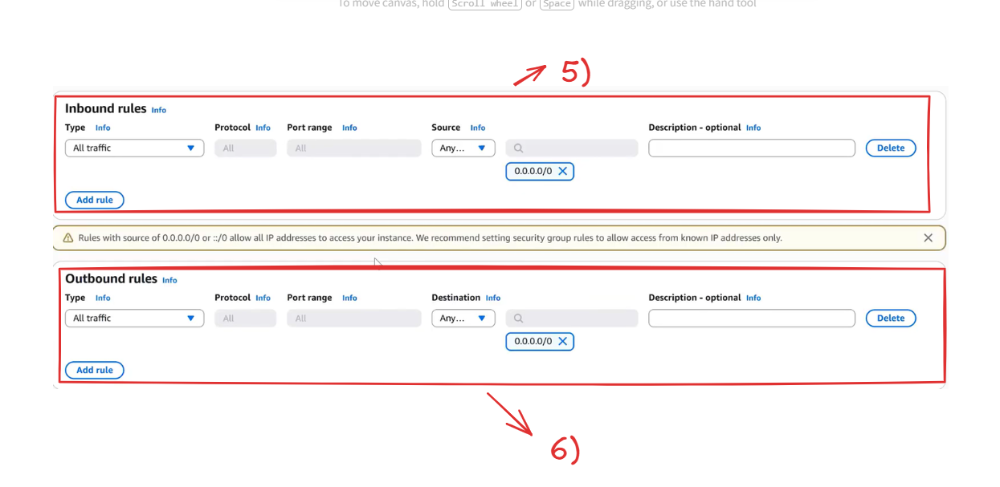 To move canvas, hold Scroll wheel or Space while dragging, or use the hand tool
5)
Inbound rules Info
Type Info Protocol Info Port range Info Source Info Description - optional Info
All traffic All All Any... Delete
0.0.0.0/0
Add rule
Rules with source of 0.0.0.0/0 or ::/0 allow all IP addresses to access your instance. We recommend setting security group rules to allow access from known IP addresses only.
Outbound rules Info
Type Info Protocol Info Port range Info Destination Info Description - optional Info
All traffic All All Any... Delete
0.0.0.0/0
Add rule
6)